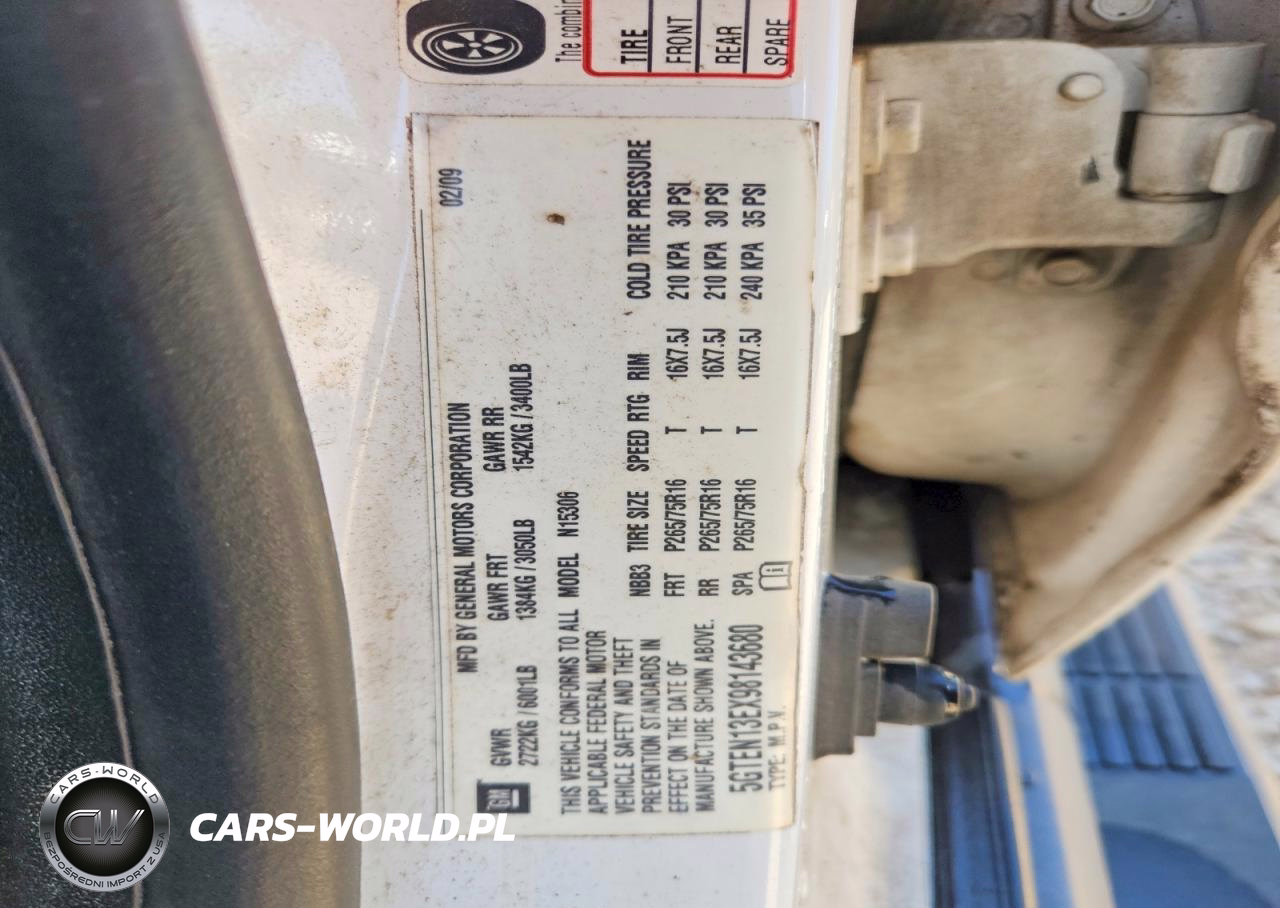 The combin
TIRE
FRONT
REAR
SPARE
MFD BY GENERAL MOTORS CORPORATION 02/09
GM
GVWR GAWR FRT GAWR RR
2722KG / 6001LB 1384KG / 3050LB 1542KG / 3400LB
THIS VEHICLE CONFORMS TO ALL MODEL N15306
APPLICABLE FEDERAL MOTOR
VEHICLE SAFETY AND THEFT
PREVENTION STANDARDS IN
EFFECT ON THE DATE OF
MANUFACTURE SHOWN ABOVE.
NBB3 TIRE SIZE SPEED RTG RIM COLD TIRE PRESSURE
FRT P265/75R16 T 16X7.5J 210 KPA 30 PSI
RR P265/75R16 T 16X7.5J 210 KPA 30 PSI
SPA P265/75R16 T 16X7.5J 240 KPA 35 PSI
5GTEN13EX98143680
TYPE: M.P.V.
CARS-WORLD
CW
BEZPOŚREDNI IMPORT Z USA
CARS-WORLD.PL